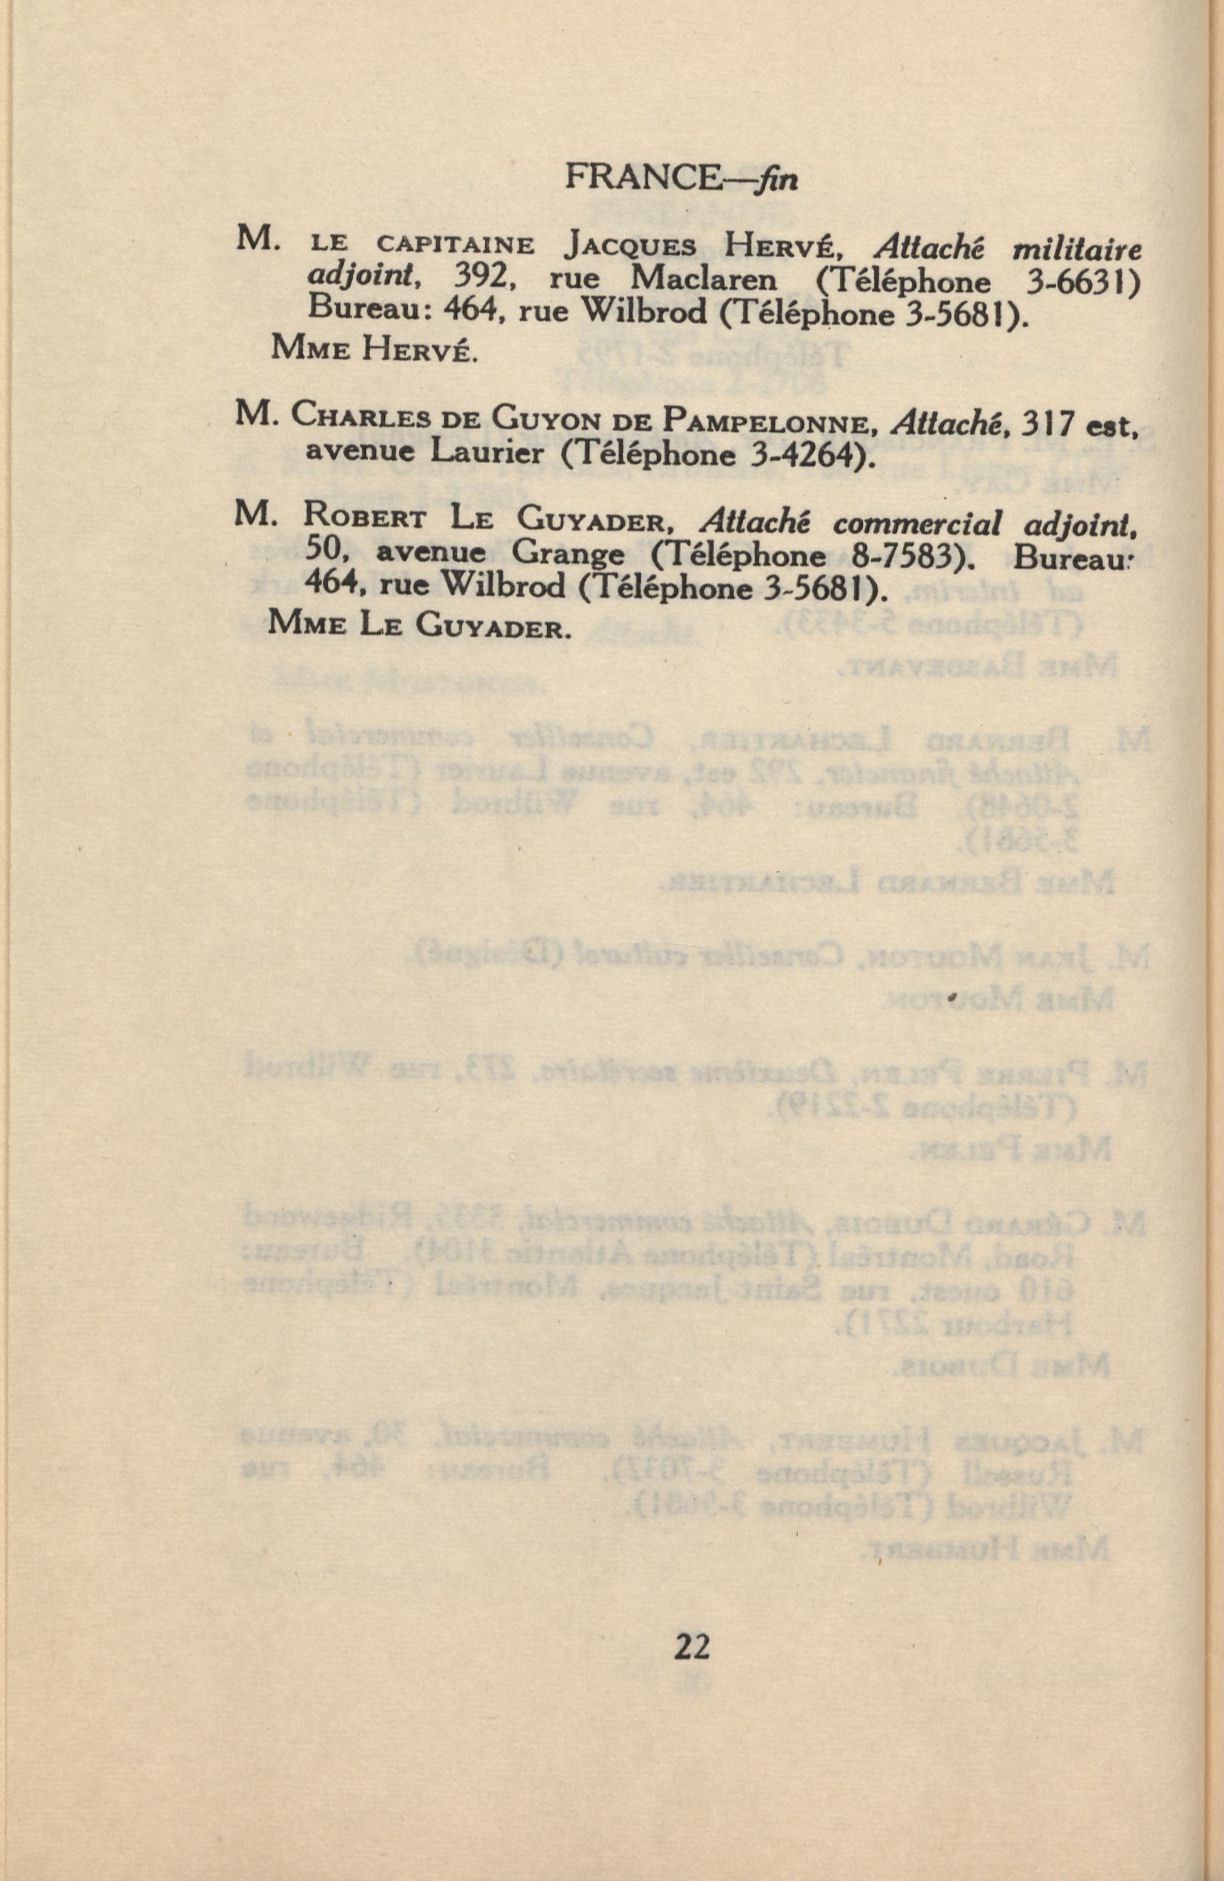 FRANCE—fin
M. LE CAPITAINE JACQUES HERVÉ, Attaché militaire
adjoint, 392, rue Maclaren (Téléphone 3-6631)
Bureau: 464, rue Wilbrod (Téléphone 3-5681).
MME HERVÉ.
M. CHARLES DE GUYON DE PAMPELONNE, Attaché, 317 est,
avenue Laurier (Téléphone 3-4264).
M. ROBERT LE GUYADER, Attaché commercial adjoint,
50, avenue Grange (Téléphone 8-7583). Bureau:
464, rue Wilbrod (Téléphone 3-5681).
MME LE GUYADER.
22